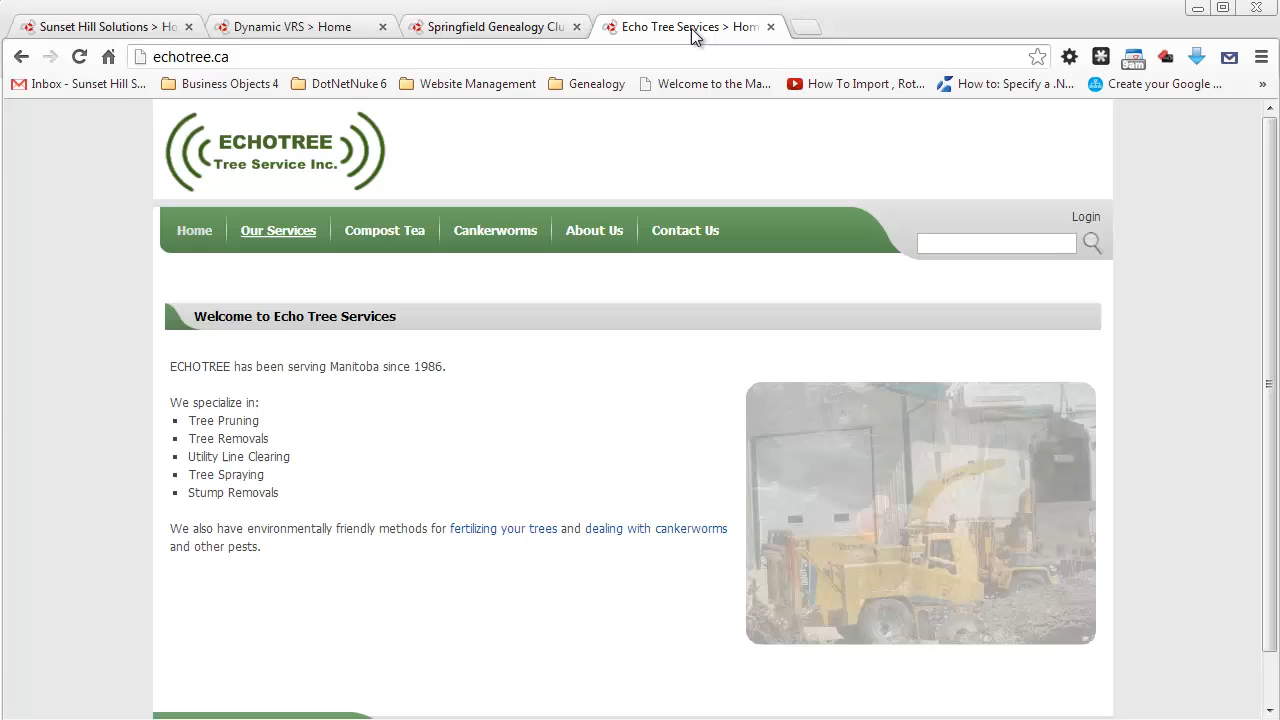 Sunset Hill Solutions > Ho
Dynamic VRS > Home
Springfield Genealogy Clu
Echo Tree Services > Hom
echotree.ca
9am
Inbox - Sunset Hill S...
Business Objects 4
DotNetNuke 6
Website Management
Genealogy
Welcome to the Ma...
How To Import , Rot...
How to: Specify a .N...
Create your Google ...
ECHOTREE
Tree Service Inc.
Login
Home
Our Services
Compost Tea
Cankerworms
About Us
Contact Us
Welcome to Echo Tree Services
ECHOTREE has been serving Manitoba since 1986.
We specialize in:
Tree Pruning
Tree Removals
Utility Line Clearing
Tree Spraying
Stump Removals
We also have environmentally friendly methods for fertilizing your trees and dealing with cankerworms
and other pests.